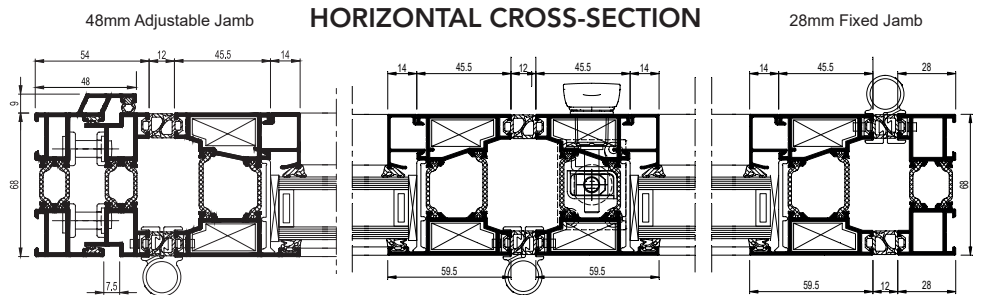 48mm Adjustable Jamb
HORIZONTAL CROSS-SECTION
28mm Fixed Jamb
54 12 45.5 14
48
9
68
7.5
14 45.5 12 45.5 14
59.5 59.5
14 45.5 28
68
59.5 12 28